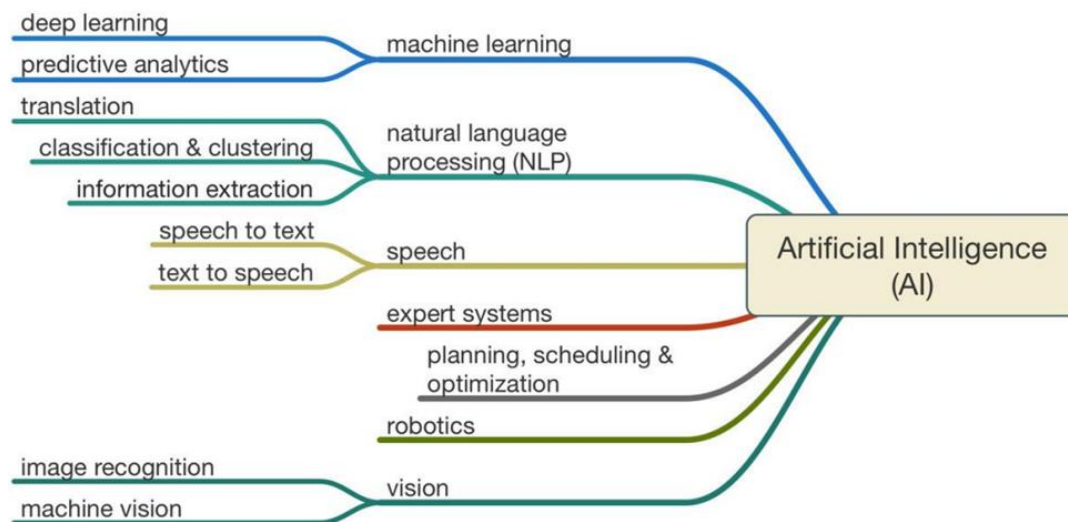 deep learning
predictive analytics
machine learning
translation
classification & clustering
information extraction
natural language
processing (NLP)
speech to text
text to speech
speech
expert systems
planning, scheduling &
optimization
robotics
image recognition
machine vision
vision
Artificial Intelligence
(AI)